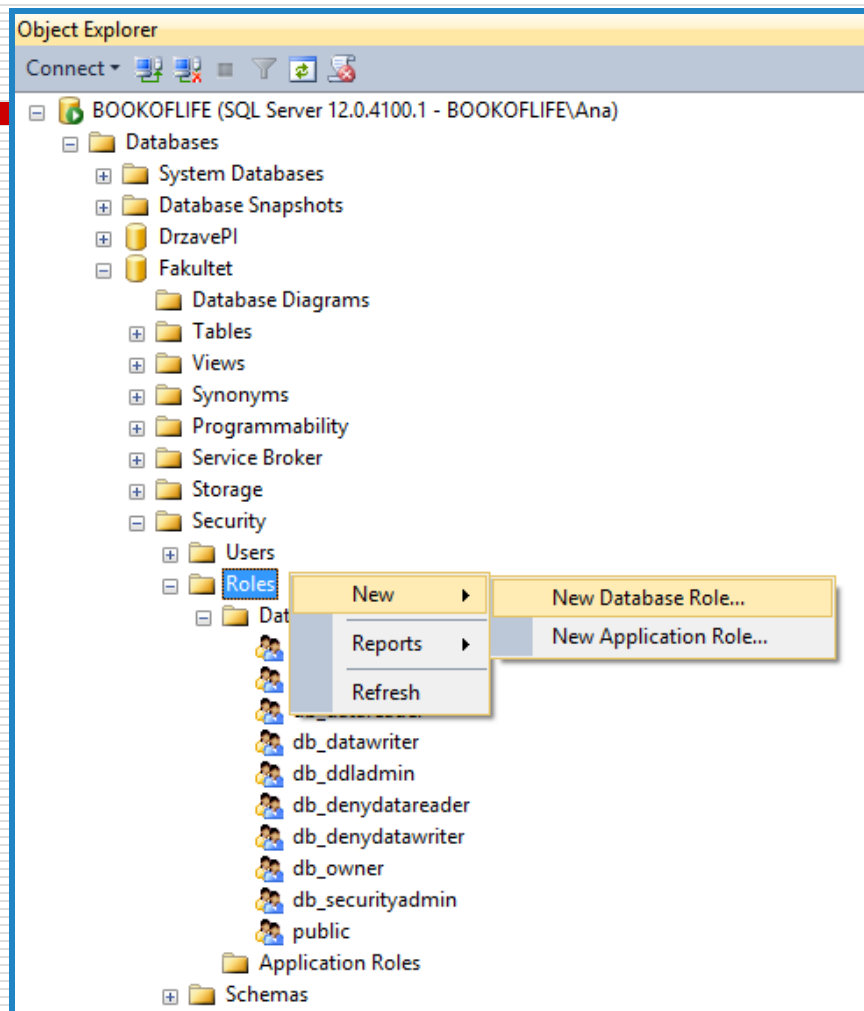 Object Explorer
Connect
BOOKOFLIFE (SQL Server 12.0.4100.1 - BOOKOFLIFE\Ana)
Databases
System Databases
Database Snapshots
DrzavePI
Fakultet
Database Diagrams
Tables
Views
Synonyms
Programmability
Service Broker
Storage
Security
Users
Roles
New
New Database Role...
Dat
Reports
New Application Role...
Refresh
db_datareader
db_datawriter
db_ddladmin
db_denydatareader
db_denydatawriter
db_owner
db_securityadmin
public
Application Roles
Schemas